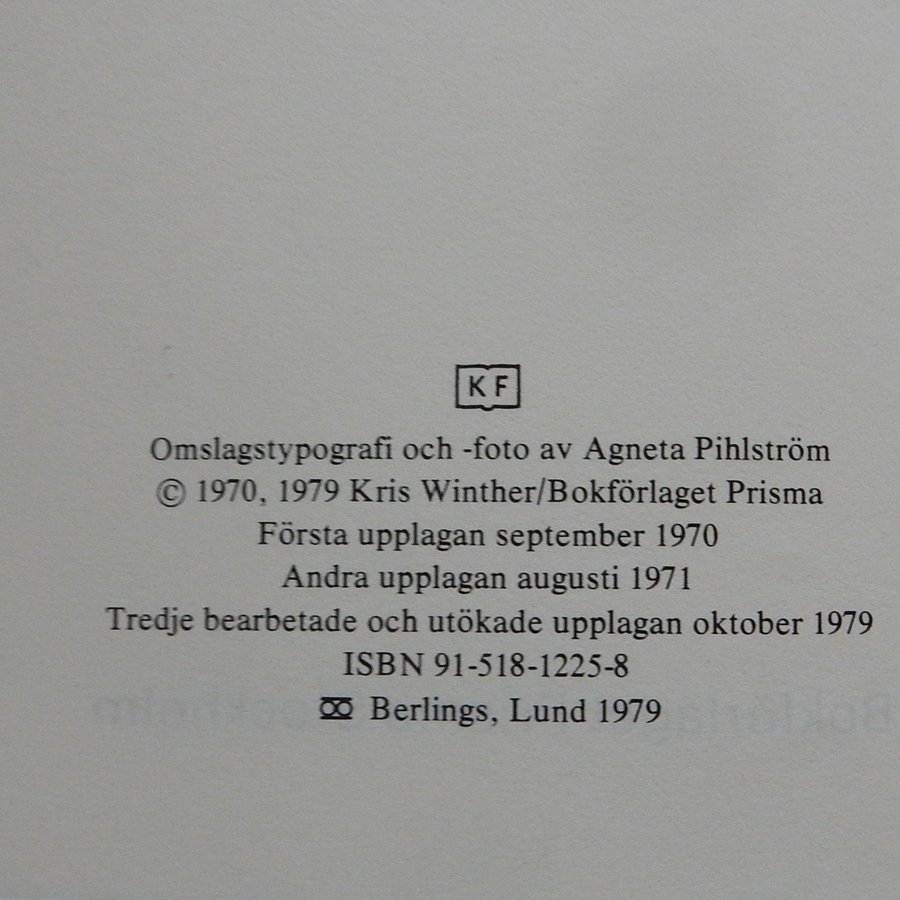 K F
Omslagstypografi och -foto av Agneta Pihlström
© 1970, 1979 Kris Winther/Bokförlaget Prisma
Första upplagan september 1970
Andra upplagan augusti 1971
Tredje bearbetade och utökade upplagan oktober 1979
ISBN 91-518-1225-8
Berlings, Lund 1979